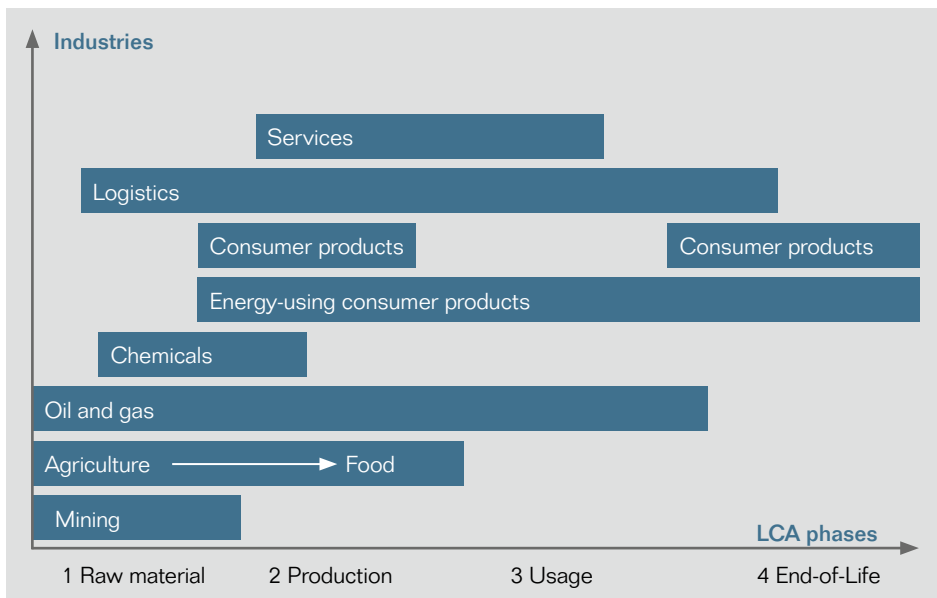 Industries
Services
Logistics
Consumer products Consumer products
Energy-using consumer products
Chemicals
Oil and gas
Agriculture Food
Mining
LCA phases
1 Raw material 2 Production 3 Usage 4 End-of-Life